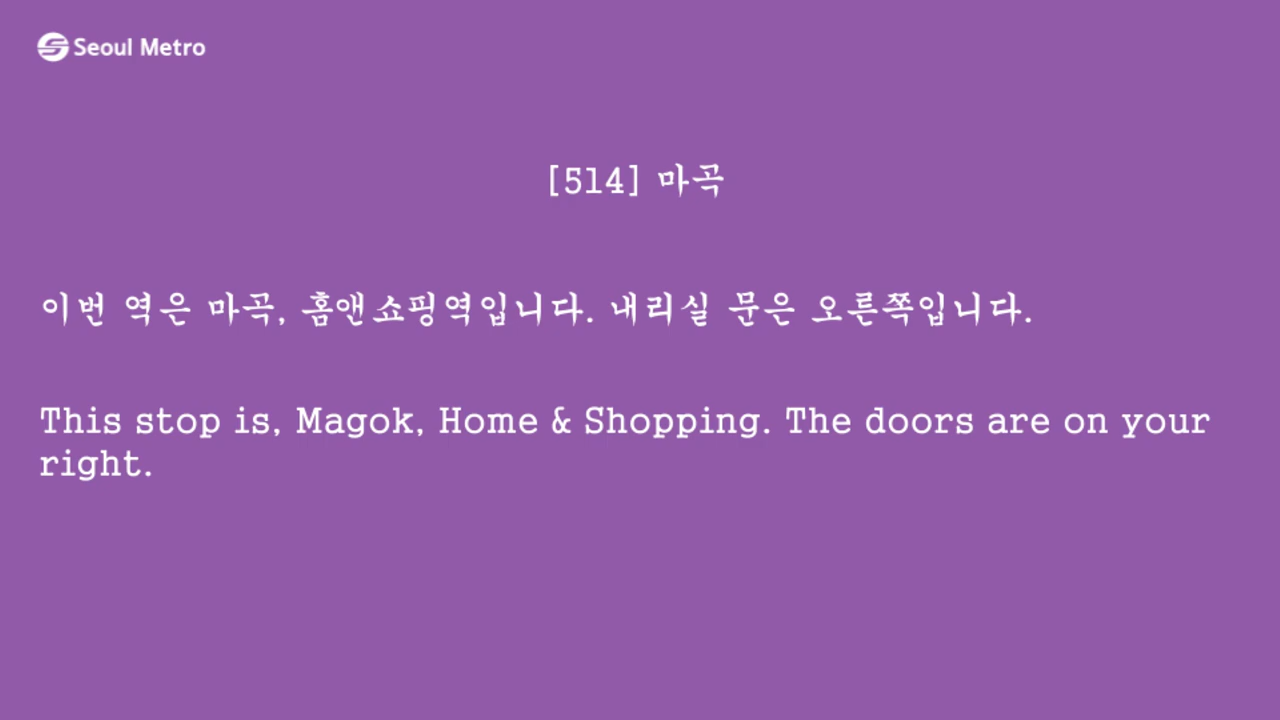 Seoul Metro
[514] 마곡
이번 역은 마곡, 홈앤쇼핑역입니다. 내리실 문은 오른쪽입니다.
This stop is, Magok, Home & Shopping. The doors are on your
right.